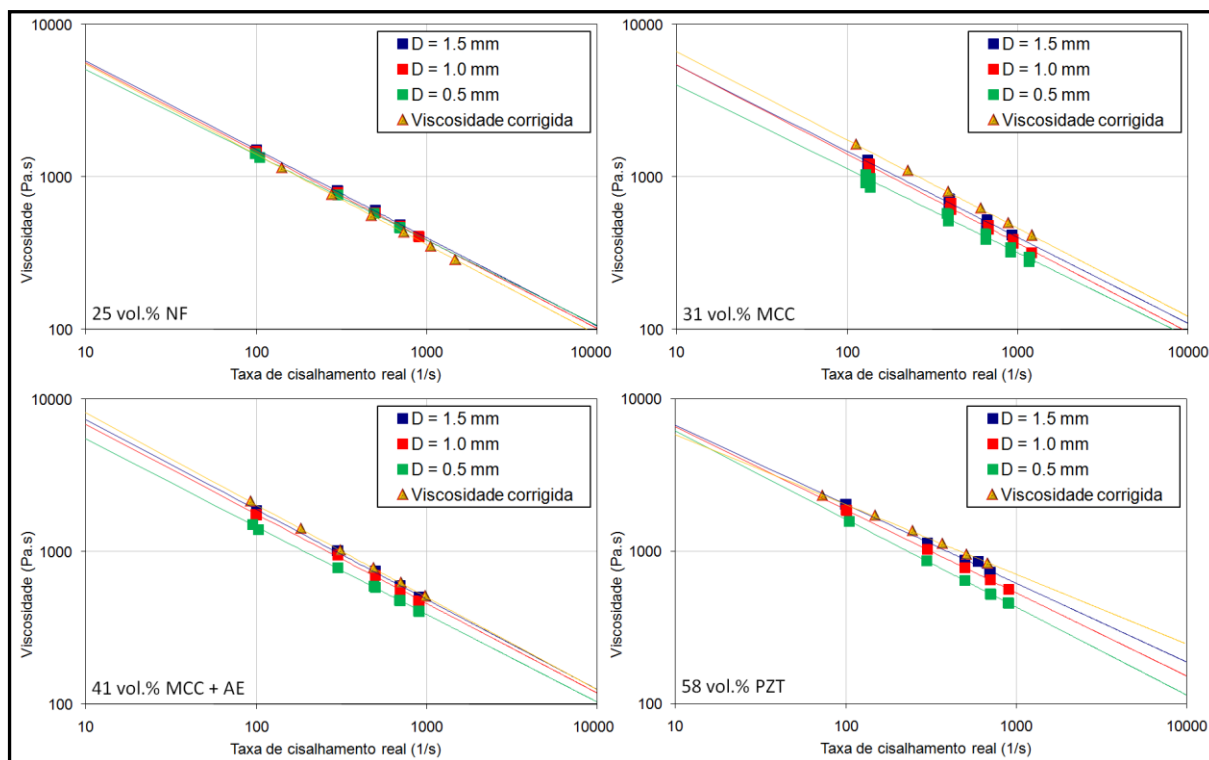 10000
1000
100
Viscosidade (Pa.s)
D = 1.5 mm
D = 1.0 mm
D = 0.5 mm
Viscosidade corrigida
25 vol.% NF
10 100 1000 10000
Taxa de cisalhamento real (1/s)
10000
1000
100
Viscosidade (Pa.s)
D = 1.5 mm
D = 1.0 mm
D = 0.5 mm
Viscosidade corrigida
31 vol.% MCC
10 100 1000 10000
Taxa de cisalhamento real (1/s)
10000
1000
100
Viscosidade (Pa.s)
D = 1.5 mm
D = 1.0 mm
D = 0.5 mm
Viscosidade corrigida
41 vol.% MCC + AE
10 100 1000 10000
Taxa de cisalhamento real (1/s)
10000
1000
100
Viscosidade (Pa.s)
D = 1.5 mm
D = 1.0 mm
D = 0.5 mm
Viscosidade corrigida
58 vol.% PZT
10 100 1000 10000
Taxa de cisalhamento real (1/s)